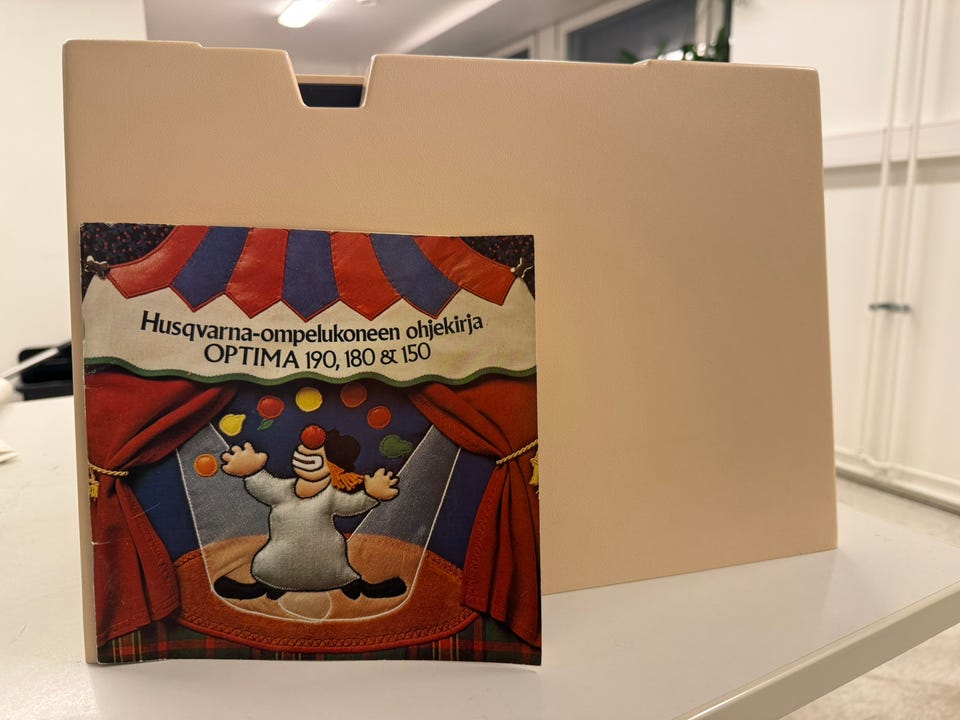 Husqvarna-ompelukoneen ohjekirja
OPTIMA 190, 180 & 150